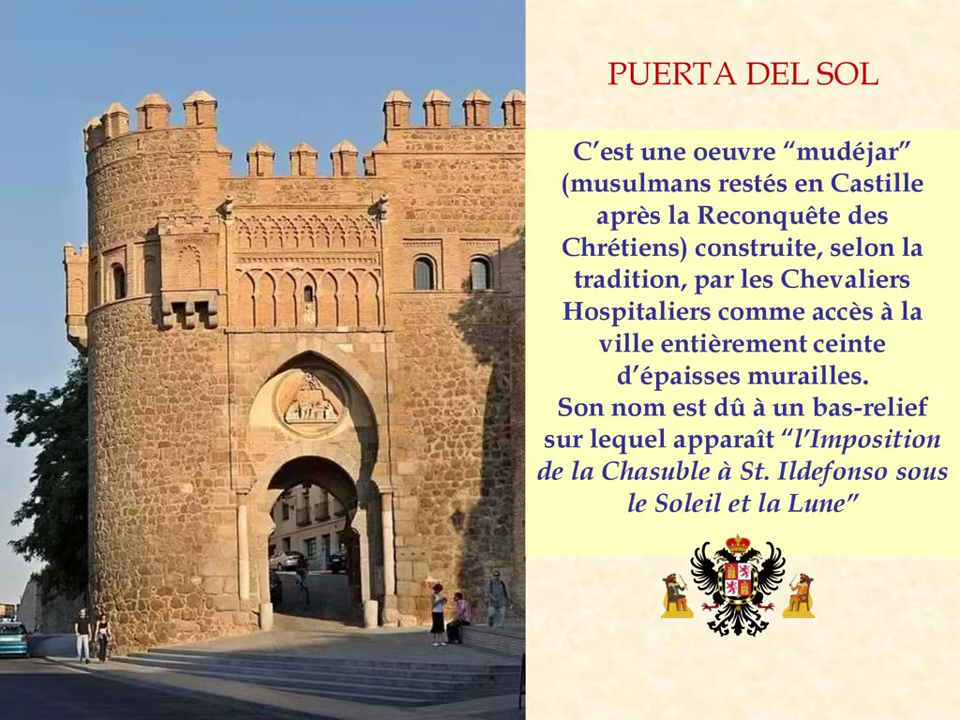 PUERTA DEL SOL
C’est une oeuvre “mudéjar”
(musulmans restés en Castille
après la Reconquête des
Chrétiens) construite, selon la
tradition, par les Chevaliers
Hospitaliers comme accès à la
ville entièrement ceinte
d’épaisses murailles.
Son nom est dû à un bas-relief
sur lequel apparaît “l’Imposition
de la Chasuble à St. Ildefonso sous
le Soleil et la Lune”